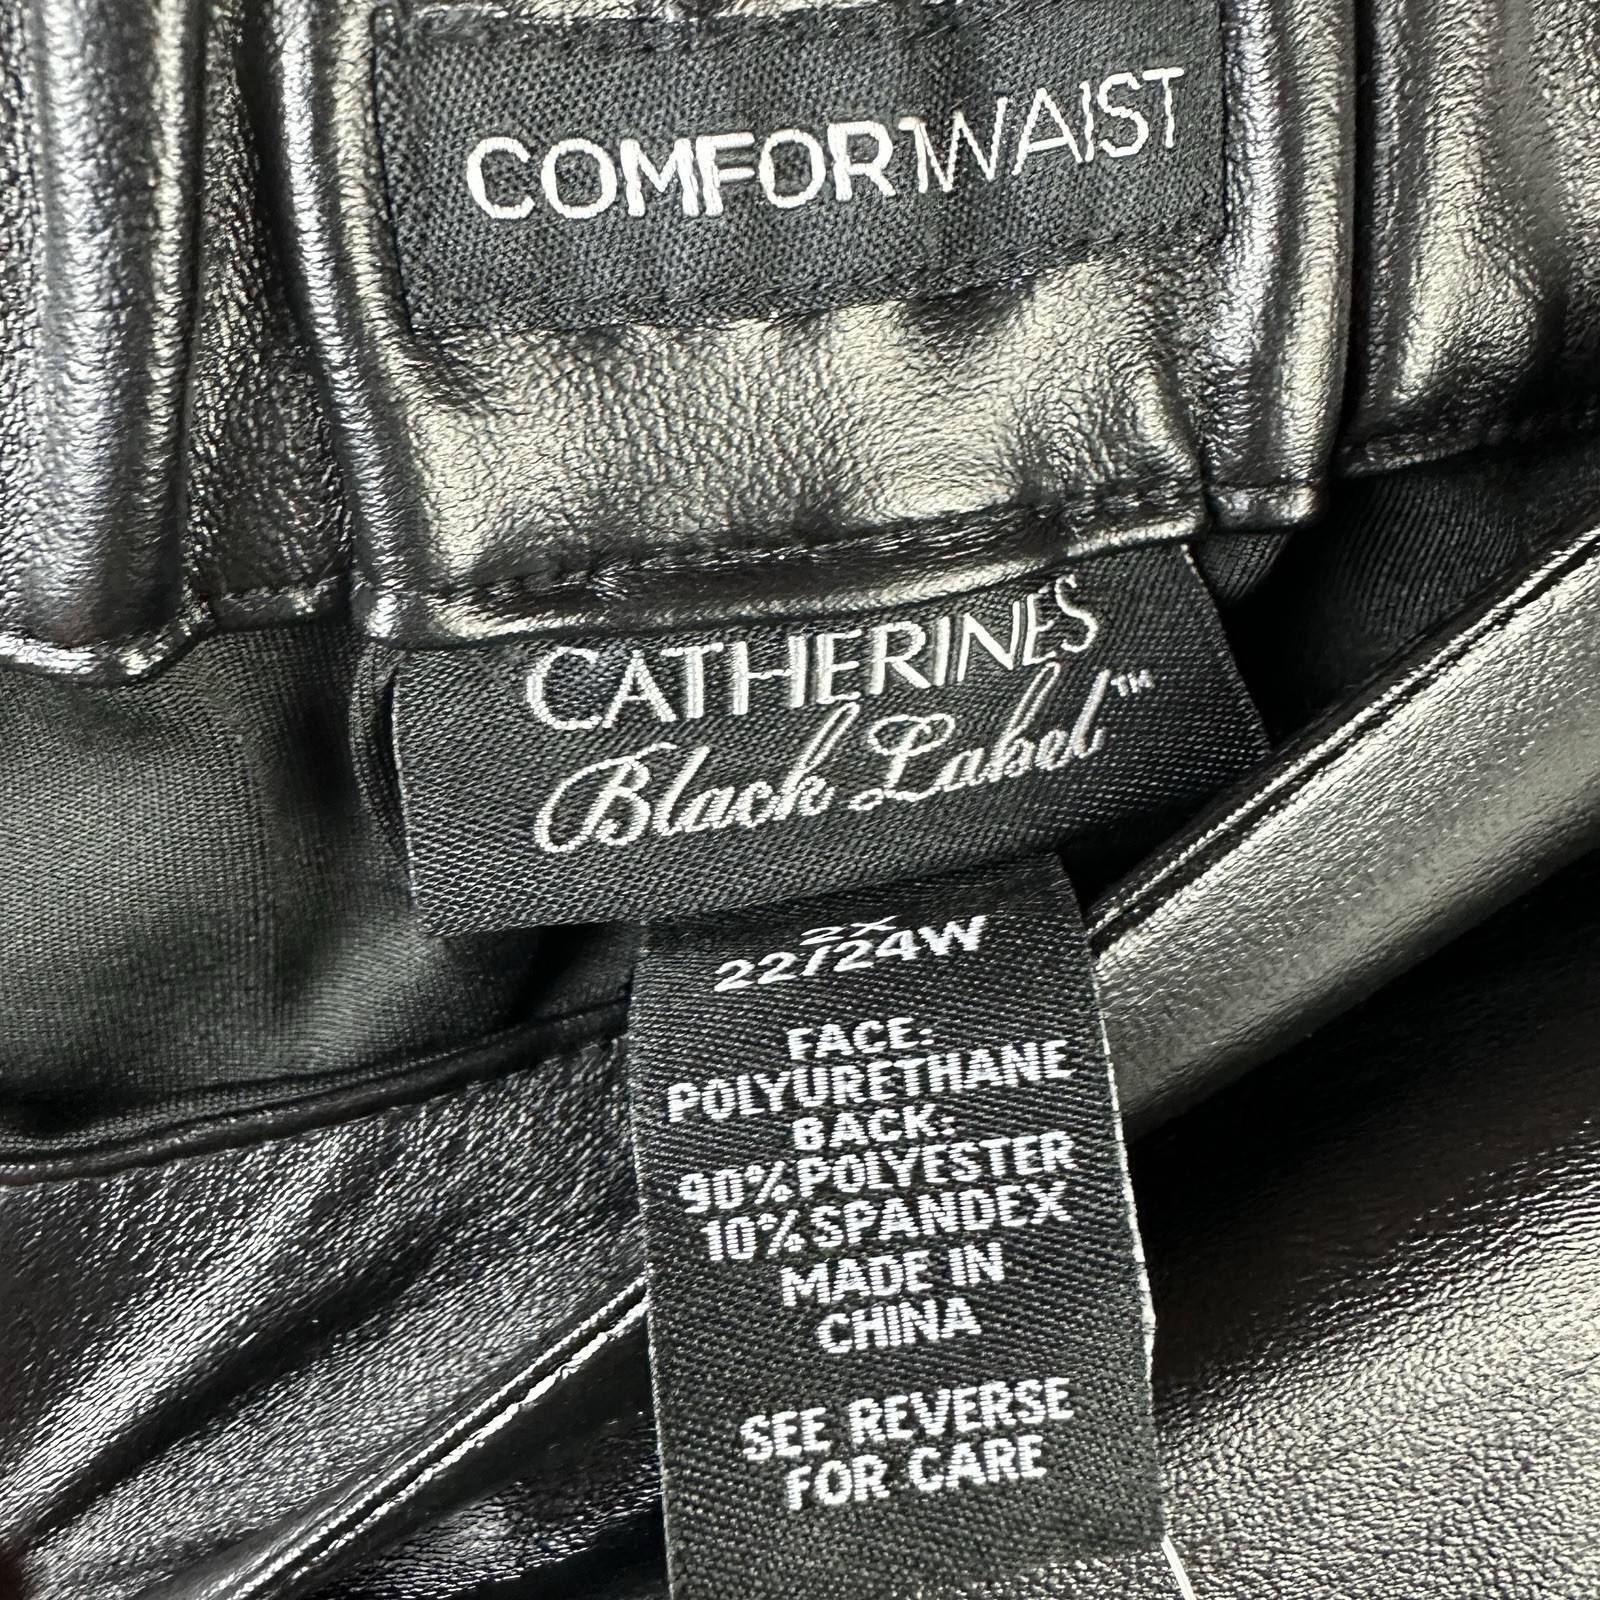 COMFORTWAIST
CATHERINES
Black Label™
2X
22/24W
FACE:
POLYURETHANE
BACK:
90%POLYESTER
10%SPANDEX
MADE IN
CHINA
SEE REVERSE
FOR CARE